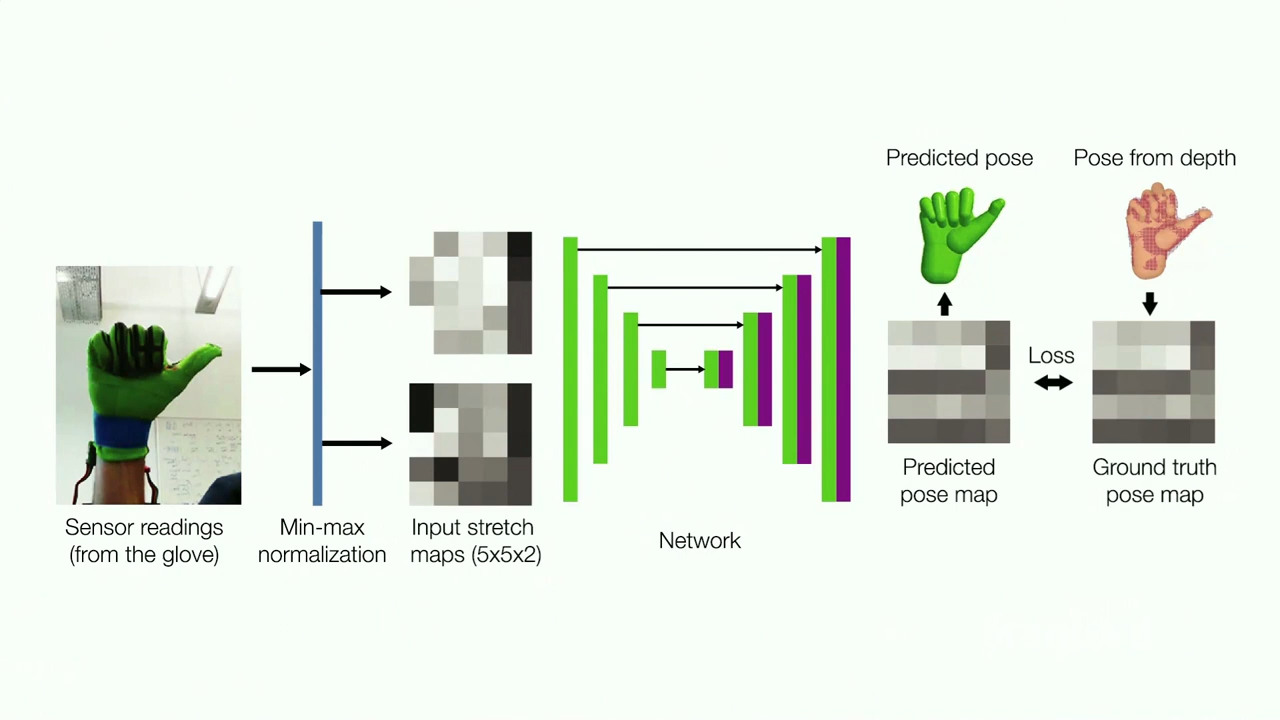 Predicted pose
Pose from depth
Loss
Sensor readings
(from the glove)
Min-max
normalization
Input stretch
maps (5x5x2)
Network
Predicted
pose map
Ground truth
pose map